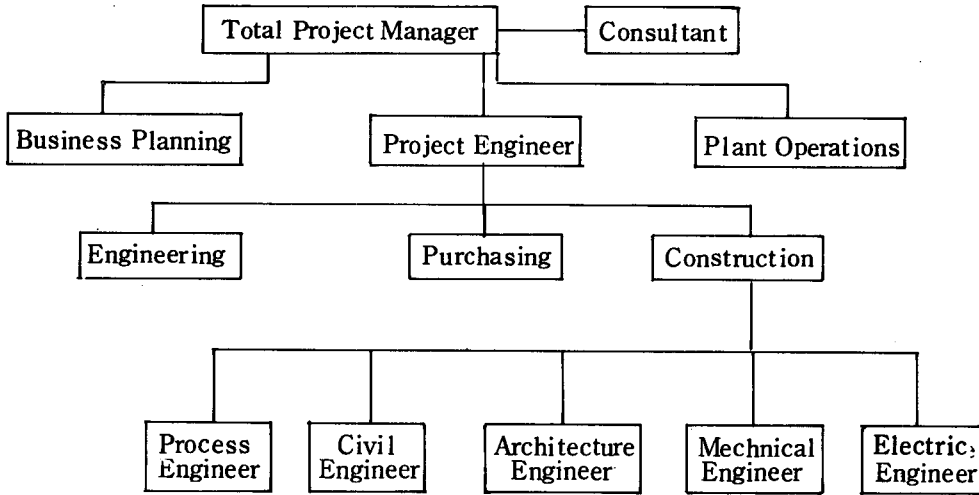 Total Project Manager
Consultant
Business Planning
Project Engineer
Plant Operations
Engineering
Purchasing
Construction
Process
Engineer
Civil
Engineer
Architecture
Engineer
Mechnical
Engineer
Electric
Engineer